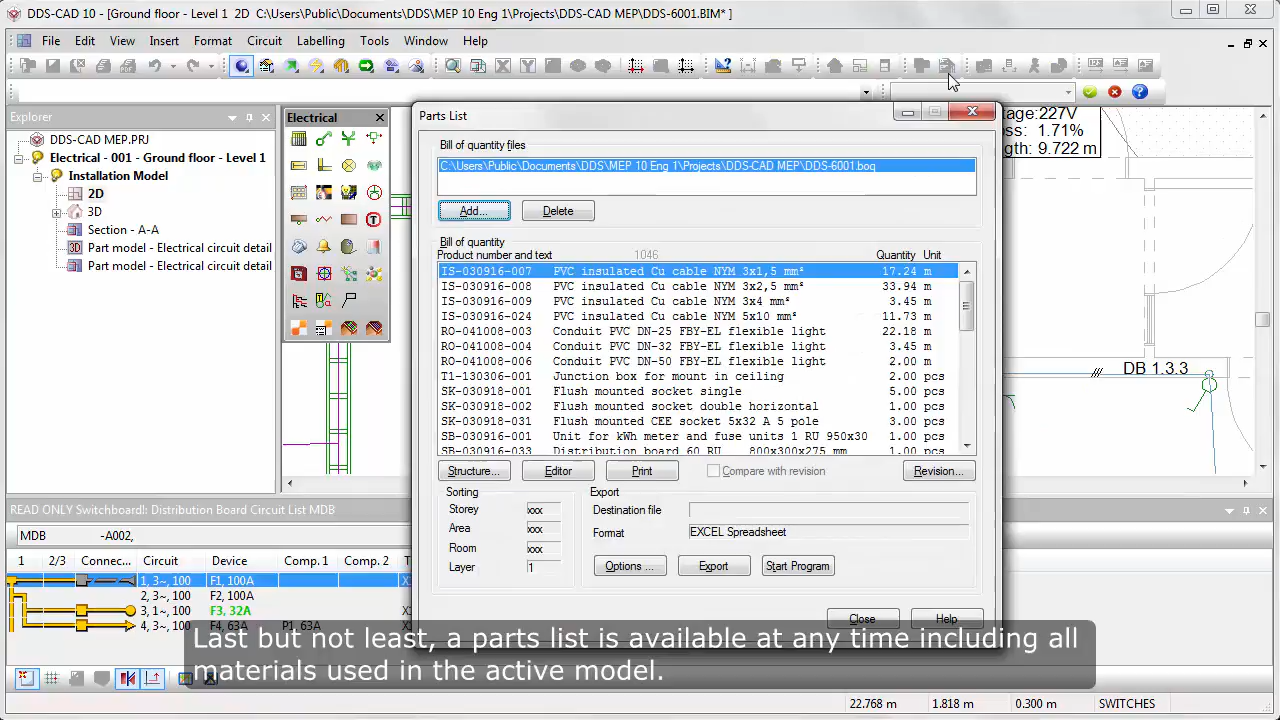 DDS-CAD 10 - [Ground floor - Level 1  2D  C:\Users\Public\Documents\DDS\MEP 10 Eng 1\Projects\DDS-CAD MEP\DDS-6001.BIM* ]
File Edit View Insert Format Circuit Labelling Tools Window Help
Explorer
DDS-CAD MEP.PRJ
Electrical - 001 - Ground floor - Level 1
Installation Model
2D
3D
Section - A-A
Part model - Electrical circuit detail
Part model - Electrical circuit detail
Electrical
tage:227V
oss: 1.71%
h: 9.722 m
DB 1.3.3
Parts List
Bill of quantity files
C:\Users\Public\Documents\DDS\MEP 10 Eng 1\Projects\DDS-CAD MEP\DDS-6001.boq
Add... Delete
Bill of quantity
Product number and text 1046 Quantity Unit
IS-030916-007 PVC insulated Cu cable NYM 3x1,5 mm² 17.24 m
IS-030916-008 PVC insulated Cu cable NYM 3x2,5 mm² 33.94 m
IS-030916-009 PVC insulated Cu cable NYM 3x4 mm² 3.45 m
IS-030916-024 PVC insulated Cu cable NYM 5x10 mm² 11.73 m
RO-041008-003 Conduit PVC DN-25 FBY-EL flexible light 22.18 m
RO-041008-004 Conduit PVC DN-32 FBY-EL flexible light 3.45 m
RO-041008-006 Conduit PVC DN-50 FBY-EL flexible light 2.00 m
T1-130306-001 Junction box for mount in ceiling 2.00 pcs
SK-030918-001 Flush mounted socket single 5.00 pcs
SK-030918-002 Flush mounted socket double horizontal 1.00 pcs
SK-030918-031 Flush mounted CEE socket 5x32 A 5 pole 3.00 pcs
SB-030916-001 Unit for kWh meter and fuse units 1 RU 950x30 1.00 pcs
SB-030916-033 Distribution board 60 RU 800x300x275 mm 1.00 pcs
Structure... Editor Print Compare with revision Revision...
Sorting
Storey xxx
Area xxx
Room xxx
Layer 1
Export
Destination file
Format EXCEL Spreadsheet
Options ... Export Start Program
Close Help
READ ONLY Switchboard!: Distribution Board Circuit List MDB
MDB -A002,
1 2/3 Connec... Circuit Device Comp. 1 Comp. 2
1, 3~, 100 F1, 100A
2, 3~, 100 F2, 100A
3, 1~, 100 F3, 32A
4, 3~, 100 F4, 63A P1, 63A
Last but not least, a parts list is available at any time including all
materials used in the active model.
22.768 m 1.818 m 0.300 m SWITCHES